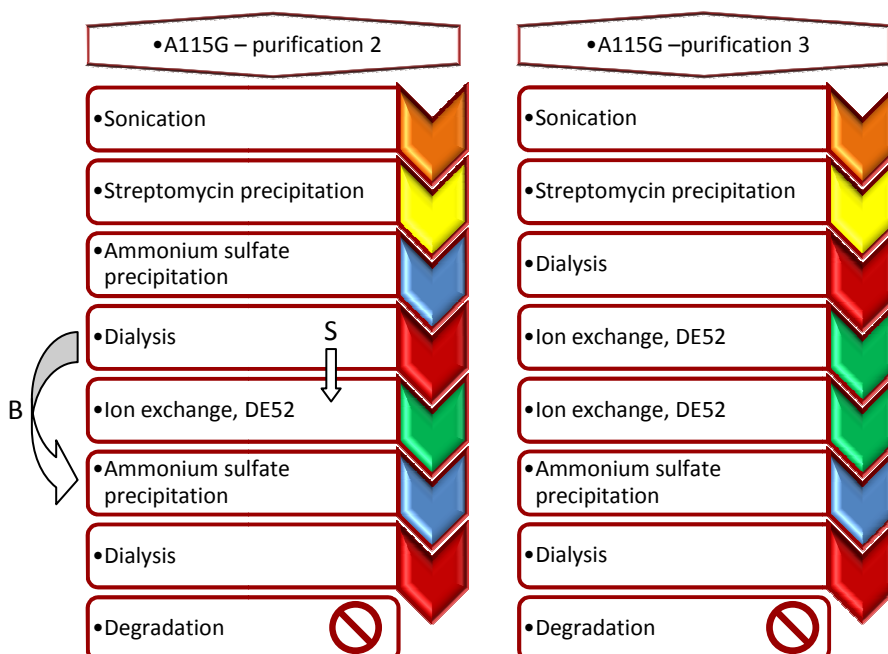 •A115G – purification 2
•Sonication
•Streptomycin precipitation
•Ammonium sulfate
precipitation
•Dialysis
S
B
•Ion exchange, DE52
•Ammonium sulfate
precipitation
•Dialysis
•Degradation
•A115G –purification 3
•Sonication
•Streptomycin precipitation
•Dialysis
•Ion exchange, DE52
•Ion exchange, DE52
•Ammonium sulfate
precipitation
•Dialysis
•Degradation